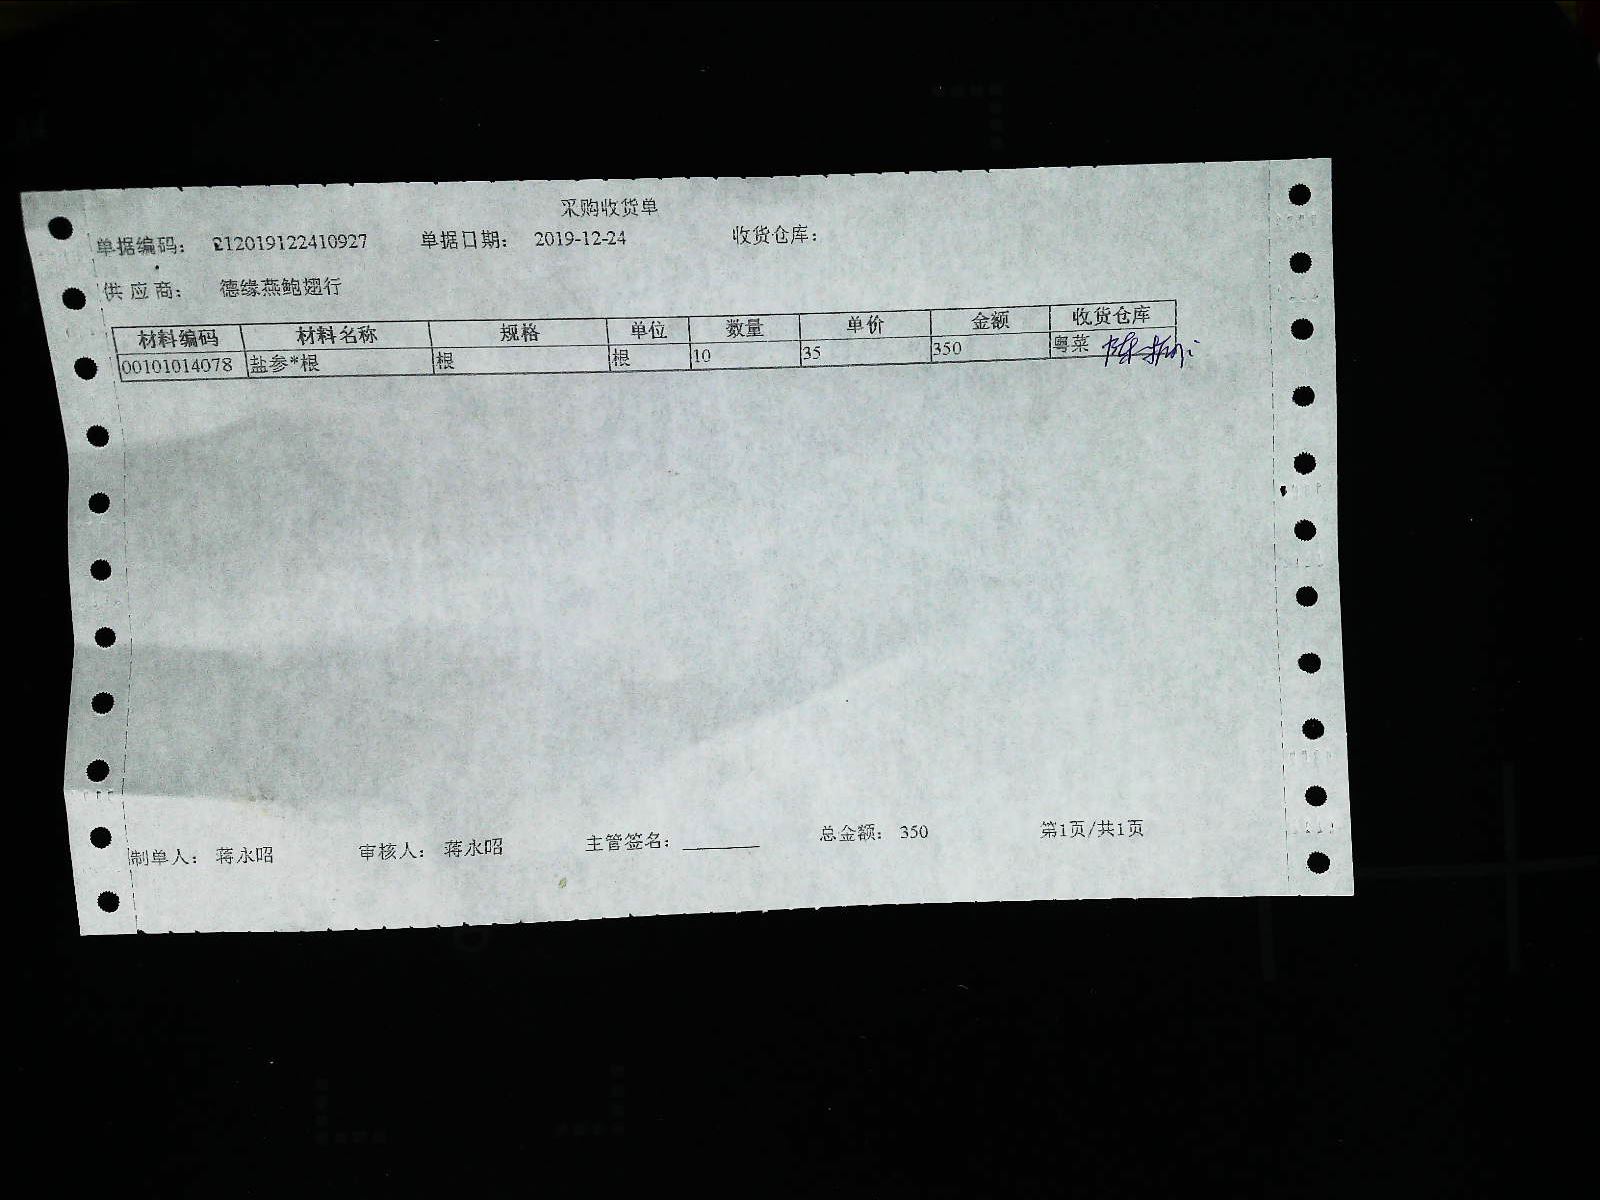 采购收货单
单据编码： 212019122410927 单据日期： 2019-12-24 收货仓库：
供应商： 德缘燕鲍翅行
材料编码 材料名称 规格 单位 数量 单价 金额 收货仓库
00101014078 盐参*根 根 根 10 35 350 粤菜
制单人： 蒋永昭 审核人： 蒋永昭 主管签名： 总金额： 350 第1页/共1页